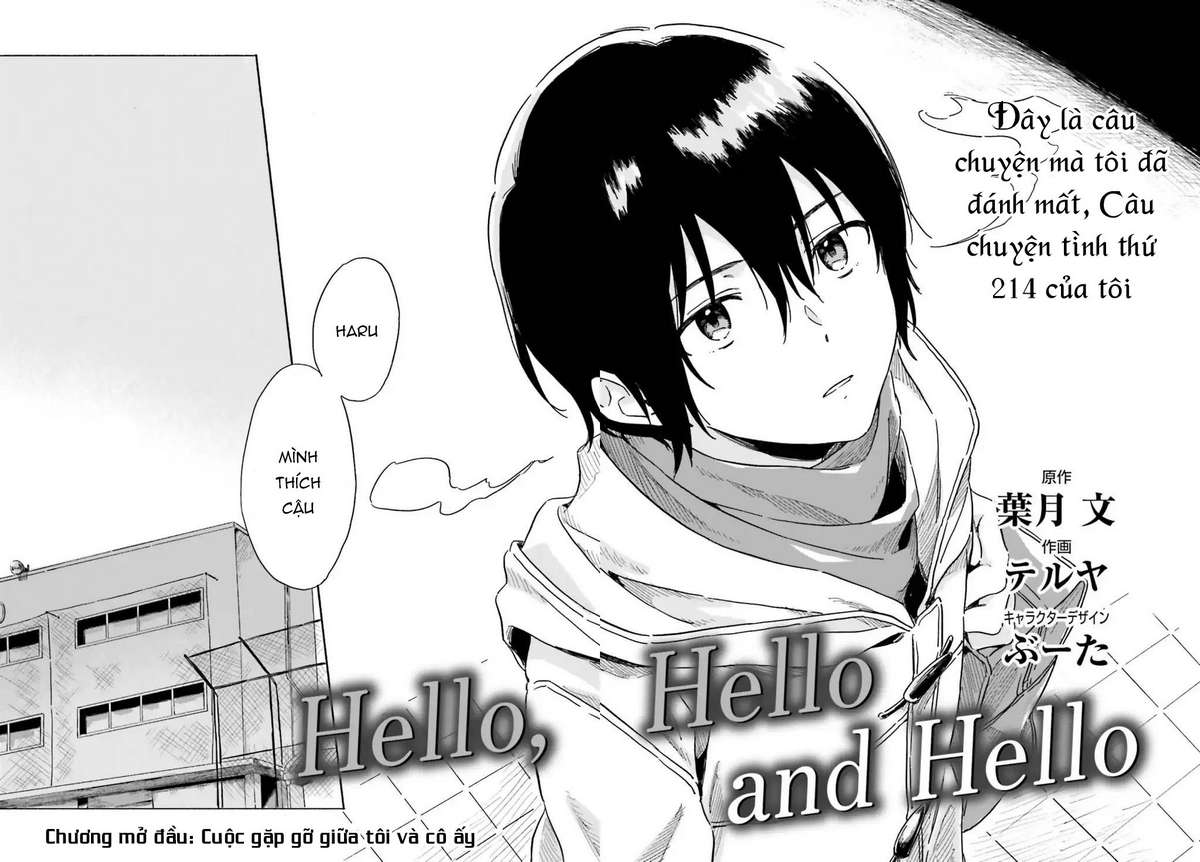 Đây là câu
chuyện mà tôi đã
đánh mất, Câu
chuyện tình thứ
214 của tôi
HARU
MÌNH
THÍCH
CẬU
原作
葉月 文
作画
テルヤ
キャラクターデザイン
ぶーた
Hello, Hello
and Hello
Chương mở đầu: Cuộc gặp gỡ giữa tôi và cô ấy